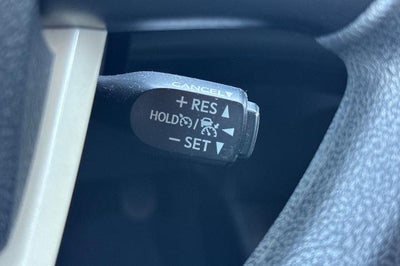 CANCEL▼
+ RES▲
HOLD / ◀
− SET▼